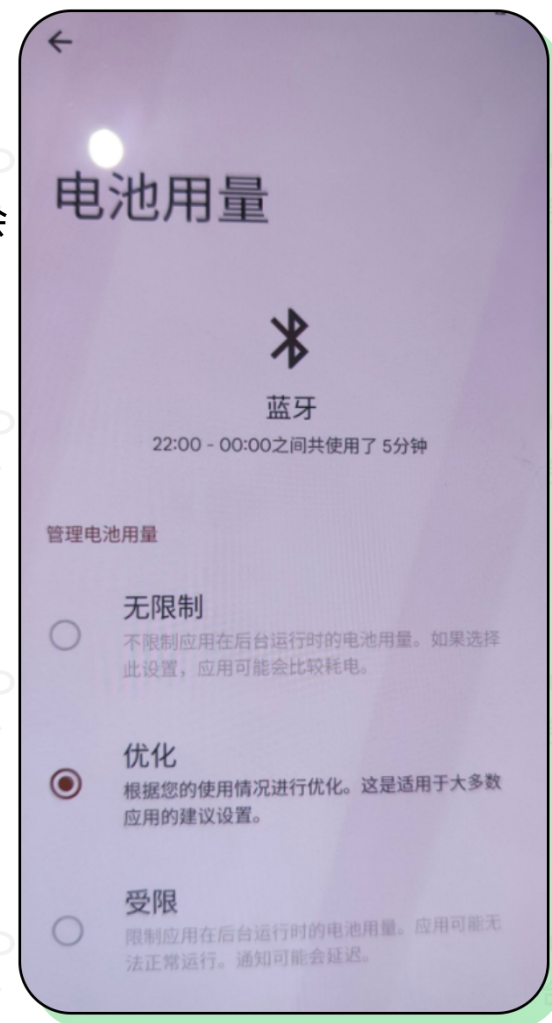 电池用量
蓝牙
22:00 - 00:00之间共使用了 5分钟
管理电池用量
无限制
不限制应用在后台运行时的电池用量。如果选择
此设置，应用可能会比较耗电。
优化
根据您的使用情况进行优化。这是适用于大多数
应用的建议设置。
受限
限制应用在后台运行时的电池用量。应用可能无
法正常运行。通知可能会延迟。